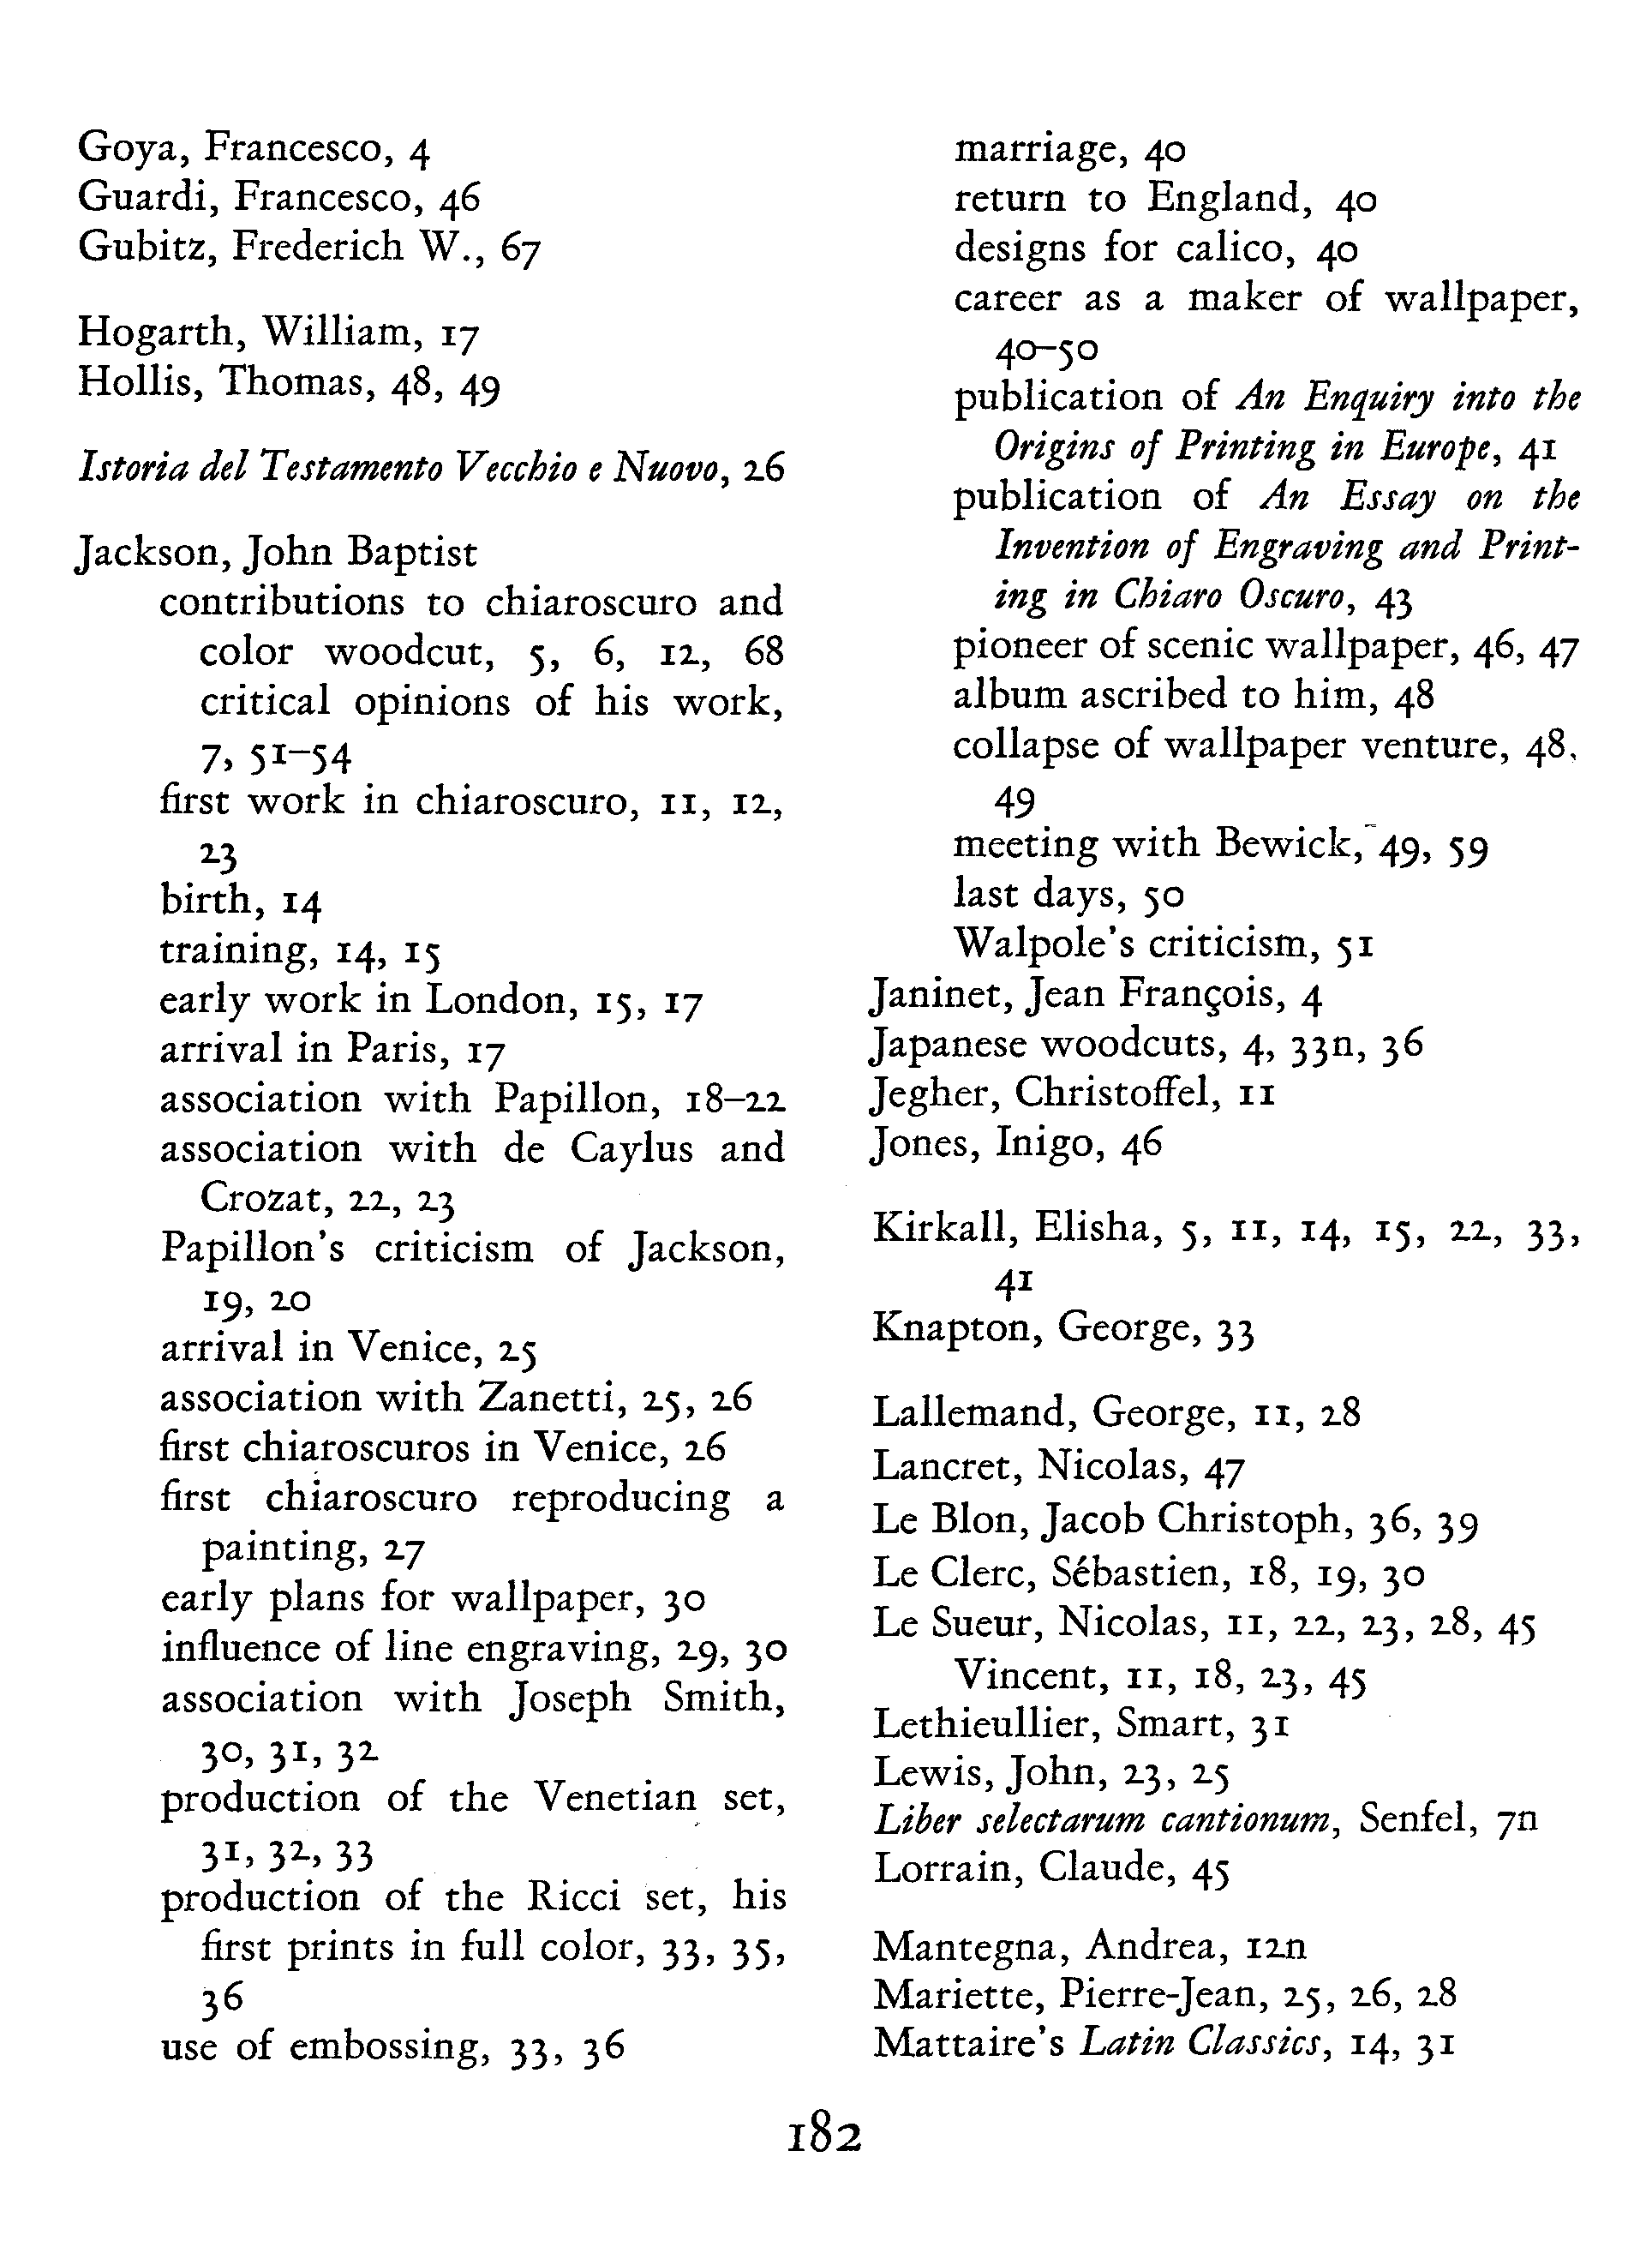 Goya, Francesco, 4
Guardi, Francesco, 46
Gubitz, Frederich W., 67
Hogarth, William, 17
Hollis, Thomas, 48, 49
Istoria del Testamento Vecchio e Nuovo, 26
Jackson, John Baptist
contributions to chiaroscuro and
color woodcut, 5, 6, 12, 68
critical opinions of his work,
7, 51–54
first work in chiaroscuro, 11, 12,
23
birth, 14
training, 14, 15
early work in London, 15, 17
arrival in Paris, 17
association with Papillon, 18–22
association with de Caylus and
Crozat, 22, 23
Papillon's criticism of Jackson,
19, 20
arrival in Venice, 25
association with Zanetti, 25, 26
first chiaroscuros in Venice, 26
first chiaroscuro reproducing a
painting, 27
early plans for wallpaper, 30
influence of line engraving, 29, 30
association with Joseph Smith,
30, 31, 32
production of the Venetian set,
31, 32, 33
production of the Ricci set, his
first prints in full color, 33, 35,
36
use of embossing, 33, 36
marriage, 40
return to England, 40
designs for calico, 40
career as a maker of wallpaper,
40–50
publication of An Enquiry into the
Origins of Printing in Europe, 41
publication of An Essay on the
Invention of Engraving and Print-
ing in Chiaro Oscuro, 43
pioneer of scenic wallpaper, 46, 47
album ascribed to him, 48
collapse of wallpaper venture, 48,
49
meeting with Bewick, 49, 59
last days, 50
Walpole's criticism, 51
Janinet, Jean François, 4
Japanese woodcuts, 4, 33n, 36
Jegher, Christoffel, 11
Jones, Inigo, 46
Kirkall, Elisha, 5, 11, 14, 15, 22, 33,
41
Knapton, George, 33
Lallemand, George, 11, 28
Lancret, Nicolas, 47
Le Blon, Jacob Christoph, 36, 39
Le Clerc, Sébastien, 18, 19, 30
Le Sueur, Nicolas, 11, 22, 23, 28, 45
Vincent, 11, 18, 23, 45
Lethieullier, Smart, 31
Lewis, John, 23, 25
Liber selectarum cantionum, Senfel, 7n
Lorrain, Claude, 45
Mantegna, Andrea, 12n
Mariette, Pierre-Jean, 25, 26, 28
Mattaire's Latin Classics, 14, 31
182